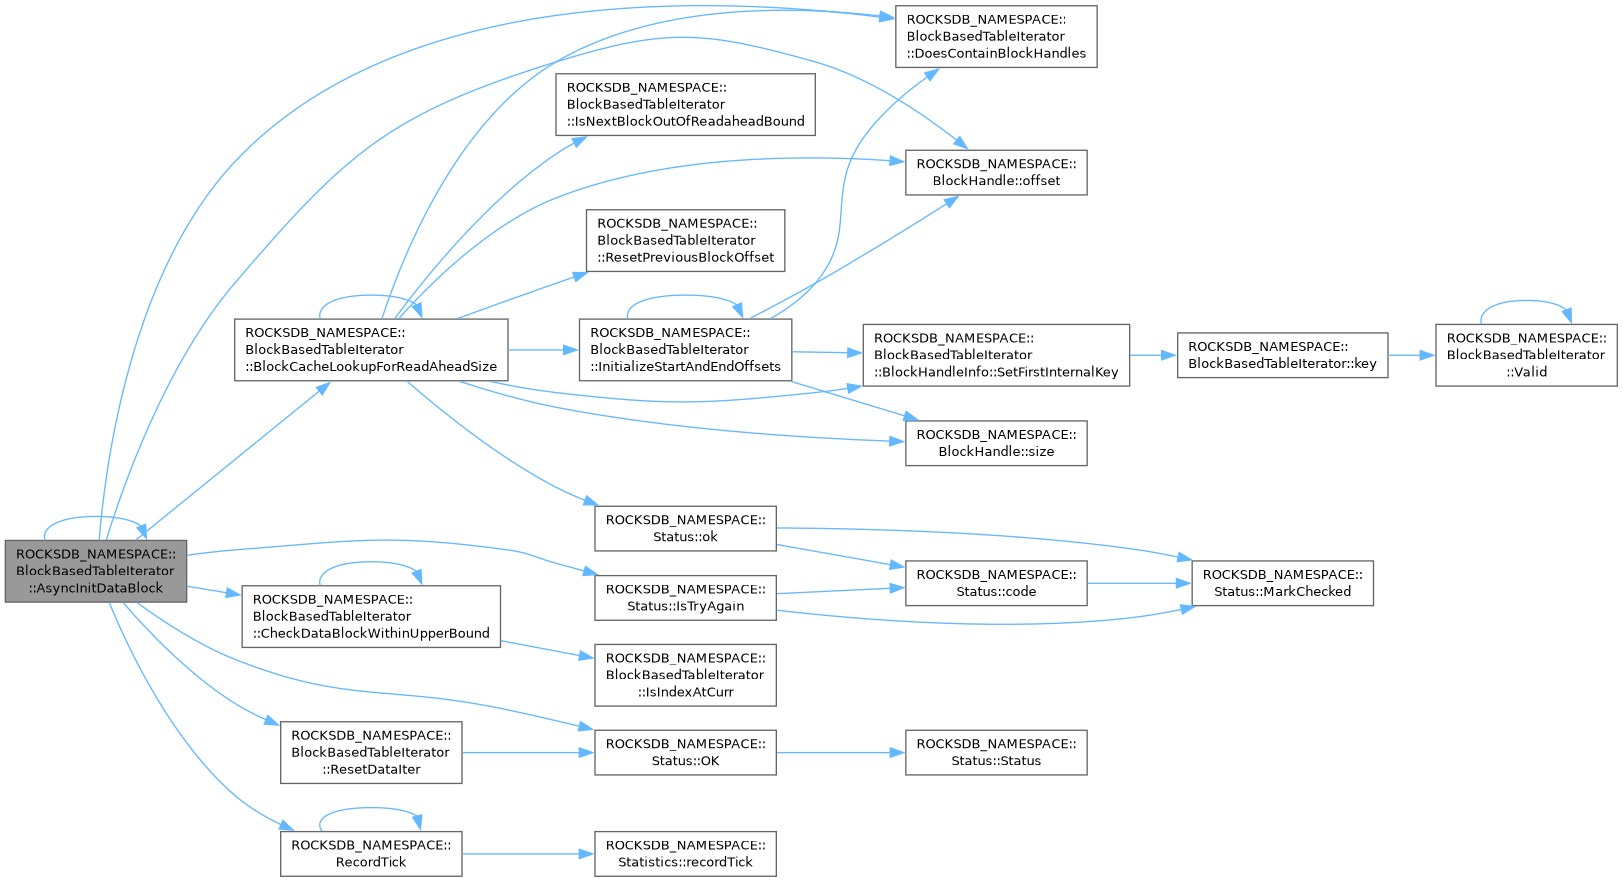 ROCKSDB_NAMESPACE::
BlockBasedTableIterator
::DoesContainBlockHandles
ROCKSDB_NAMESPACE::
BlockBasedTableIterator
::IsNextBlockOutOfReadaheadBound
ROCKSDB_NAMESPACE::
BlockHandle::offset
ROCKSDB_NAMESPACE::
BlockBasedTableIterator
::ResetPreviousBlockOffset
ROCKSDB_NAMESPACE::
BlockBasedTableIterator
::BlockCacheLookupForReadAheadSize
ROCKSDB_NAMESPACE::
BlockBasedTableIterator
::InitializeStartAndEndOffsets
ROCKSDB_NAMESPACE::
BlockBasedTableIterator
::BlockHandleInfo::SetFirstInternalKey
ROCKSDB_NAMESPACE::
BlockBasedTableIterator::key
ROCKSDB_NAMESPACE::
BlockBasedTableIterator
::Valid
ROCKSDB_NAMESPACE::
BlockHandle::size
ROCKSDB_NAMESPACE::
Status::ok
ROCKSDB_NAMESPACE::
BlockBasedTableIterator
::AsyncInitDataBlock
ROCKSDB_NAMESPACE::
BlockBasedTableIterator
::CheckDataBlockWithinUpperBound
ROCKSDB_NAMESPACE::
Status::IsTryAgain
ROCKSDB_NAMESPACE::
Status::code
ROCKSDB_NAMESPACE::
Status::MarkChecked
ROCKSDB_NAMESPACE::
BlockBasedTableIterator
::IsIndexAtCurr
ROCKSDB_NAMESPACE::
BlockBasedTableIterator
::ResetDataIter
ROCKSDB_NAMESPACE::
Status::OK
ROCKSDB_NAMESPACE::
Status::Status
ROCKSDB_NAMESPACE::
RecordTick
ROCKSDB_NAMESPACE::
Statistics::recordTick